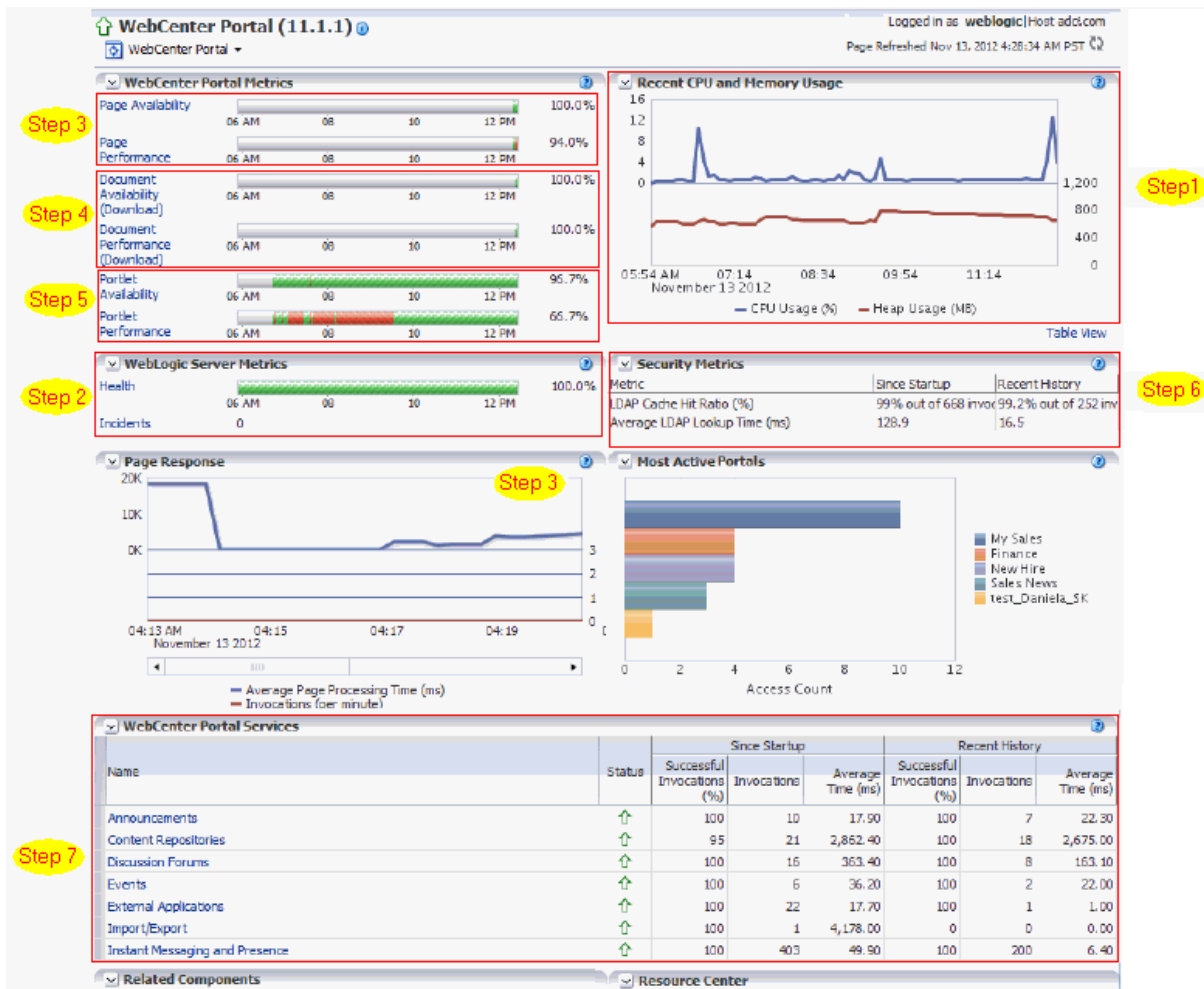 WebCenter Portal (11.1.1)
Logged in as weblogic|Host adc|.com
WebCenter Portal
Page Refreshed Nov 13, 2012 4:28:34 AM PST
WebCenter Portal Metrics
Step 3
Page Availability
100.0%
06 AM 08 10 12 PM
Page Performance
94.0%
06 AM 08 10 12 PM
Step 4
Document Availability (Download)
100.0%
06 AM 08 10 12 PM
Document Performance (Download)
100.0%
06 AM 08 10 12 PM
Step 5
Portlet Availability
95.7%
06 AM 08 10 12 PM
Portlet Performance
65.7%
06 AM 08 10 12 PM
Recent CPU and Memory Usage
Step1
16
12
8
4
0
1,200
800
400
0
05:54 AM 07:14 08:34 09:54 11:14
November 13 2012
CPU Usage (%) Heap Usage (MB)
Table View
WebLogic Server Metrics
Step 2
Health
100.0%
06 AM 08 10 12 PM
Incidents 0
Security Metrics
Step 6
Metric Since Startup Recent History
LDAP Cache Hit Ratio (%) 99% out of 668 invoc 99.2% out of 252 inv
Average LDAP Lookup Time (ms) 128.9 16.5
Page Response
Step 3
20K
10K
0K
3
2
1
0
04:13 AM 04:15 04:17 04:19
November 13 2012
Average Page Processing Time (ms)
Invocations (per minute)
Most Active Portals
My Sales
Finance
New Hire
Sales News
test_Daniela_SK
0 2 4 6 8 10 12
Access Count
Step 7
WebCenter Portal Services
Since Startup Recent History
Name Status Successful Invocations (%) Invocations Average Time (ms) Successful Invocations (%) Invocations Average Time (ms)
Announcements 100 10 17.90 100 7 22.30
Content Repositories 95 21 2,862.40 100 18 2,675.00
Discussion Forums 100 16 363.40 100 8 163.10
Events 100 6 36.20 100 2 22.00
External Applications 100 22 17.70 100 1 1.00
Import/Export 100 1 4,178.00 0 0 0.00
Instant Messaging and Presence 100 403 49.90 100 200 6.40
Related Components
Resource Center